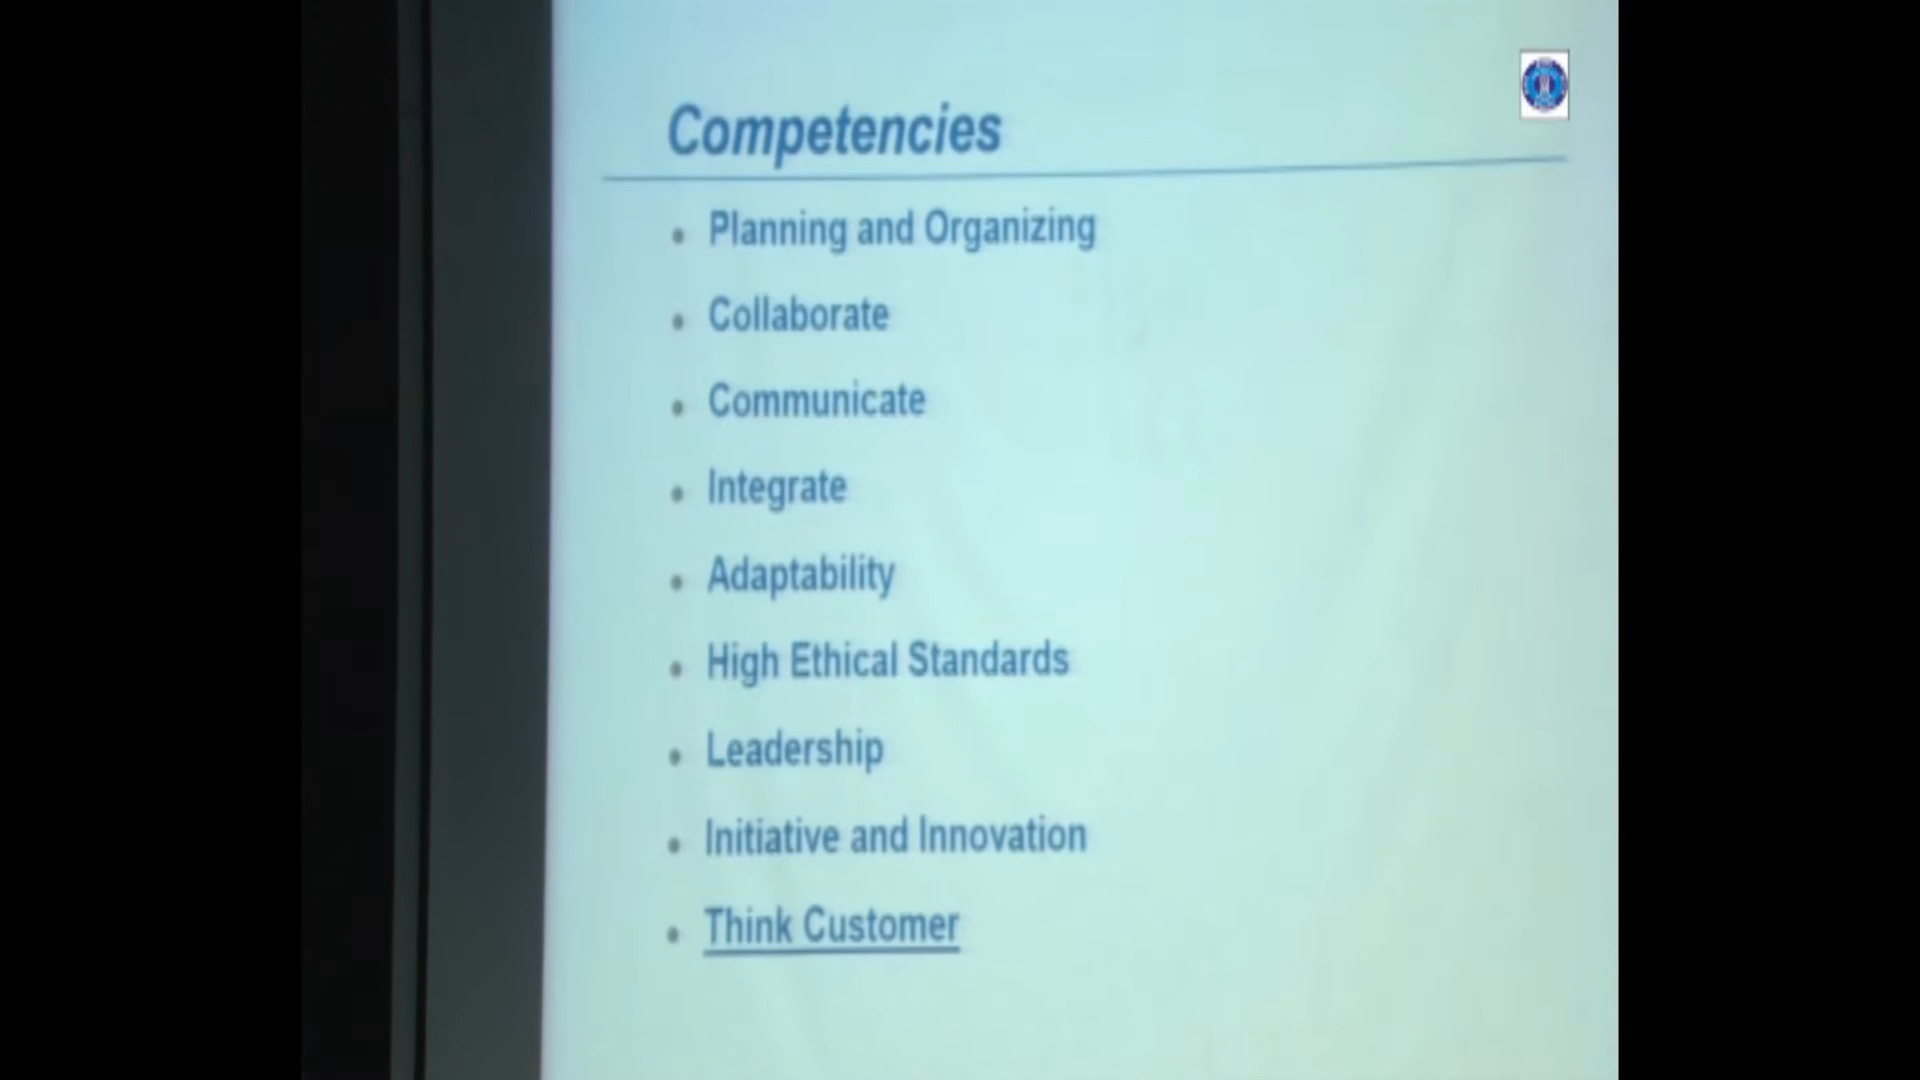 Competencies
• Planning and Organizing
• Collaborate
• Communicate
• Integrate
• Adaptability
• High Ethical Standards
• Leadership
• Initiative and Innovation
• Think Customer